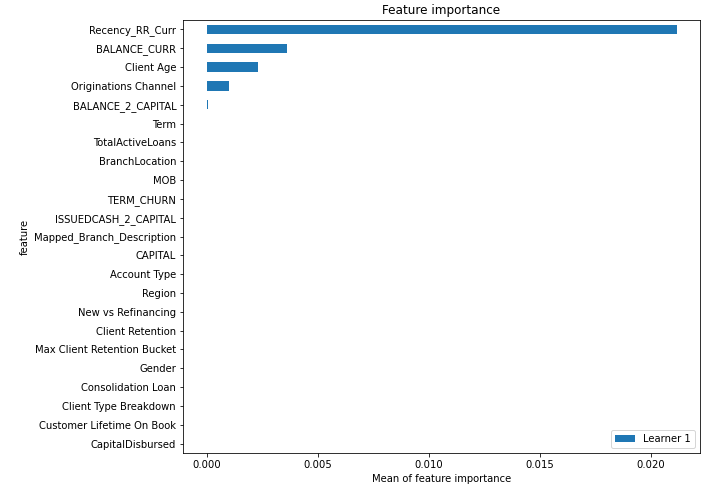 Feature importance
Recency_RR_Curr
BALANCE_CURR
Client Age
Originations Channel
BALANCE_2_CAPITAL
Term
TotalActiveLoans
BranchLocation
MOB
TERM_CHURN
ISSUEDCASH_2_CAPITAL
Mapped_Branch_Description
CAPITAL
Account Type
Region
New vs Refinancing
Client Retention
Max Client Retention Bucket
Gender
Consolidation Loan
Client Type Breakdown
Customer Lifetime On Book
CapitalDisbursed
feature
Learner 1
0.000 0.005 0.010 0.015 0.020
Mean of feature importance